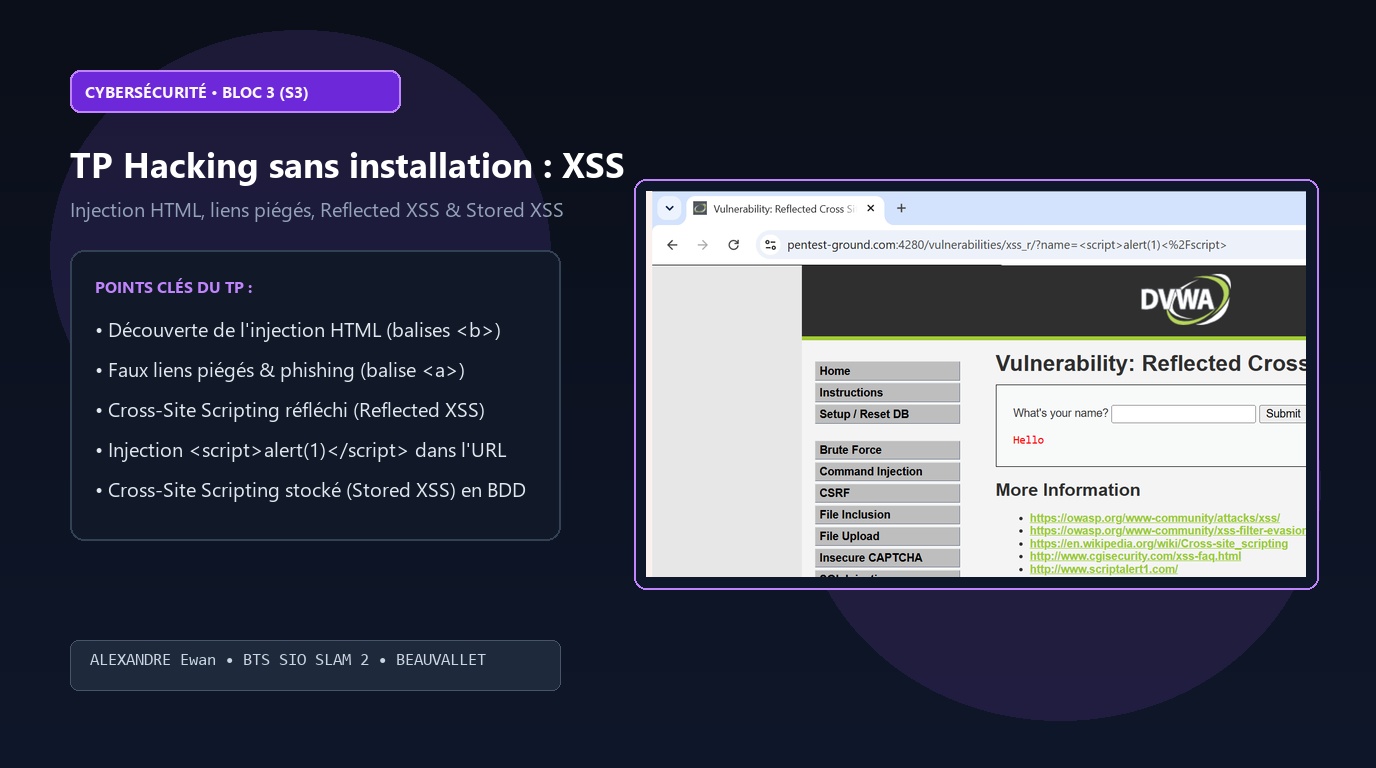 CYBERSÉCURITÉ • BLOC 3 (S3)
TP Hacking sans installation : XSS
Injection HTML, liens piégés, Reflected XSS & Stored XSS
POINTS CLÉS DU TP :
• Découverte de l'injection HTML (balises <b>)
• Faux liens piégés & phishing (balise <a>)
• Cross-Site Scripting réfléchi (Reflected XSS)
• Injection <script>alert(1)</script> dans l'URL
• Cross-Site Scripting stocké (Stored XSS) en BDD
ALEXANDRE Ewan • BTS SIO SLAM 2 • BEAUVALLET
Vulnerability: Reflected Cross S
pentest-ground.com:4280/vulnerabilities/xss_r/?name=<script>alert(1)<%2Fscript>
DVWA
Home
Instructions
Setup / Reset DB
Brute Force
Command Injection
CSRF
File Inclusion
File Upload
Insecure CAPTCHA
Vulnerability: Reflected Cross
What's your name? Submit
Hello
More Information
• https://owasp.org/www-community/attacks/xss/
• https://owasp.org/www-community/xss-filter-evasion
• https://en.wikipedia.org/wiki/Cross-site_scripting
• http://www.cgisecurity.com/xss-faq.html
• http://www.scriptalert1.com/